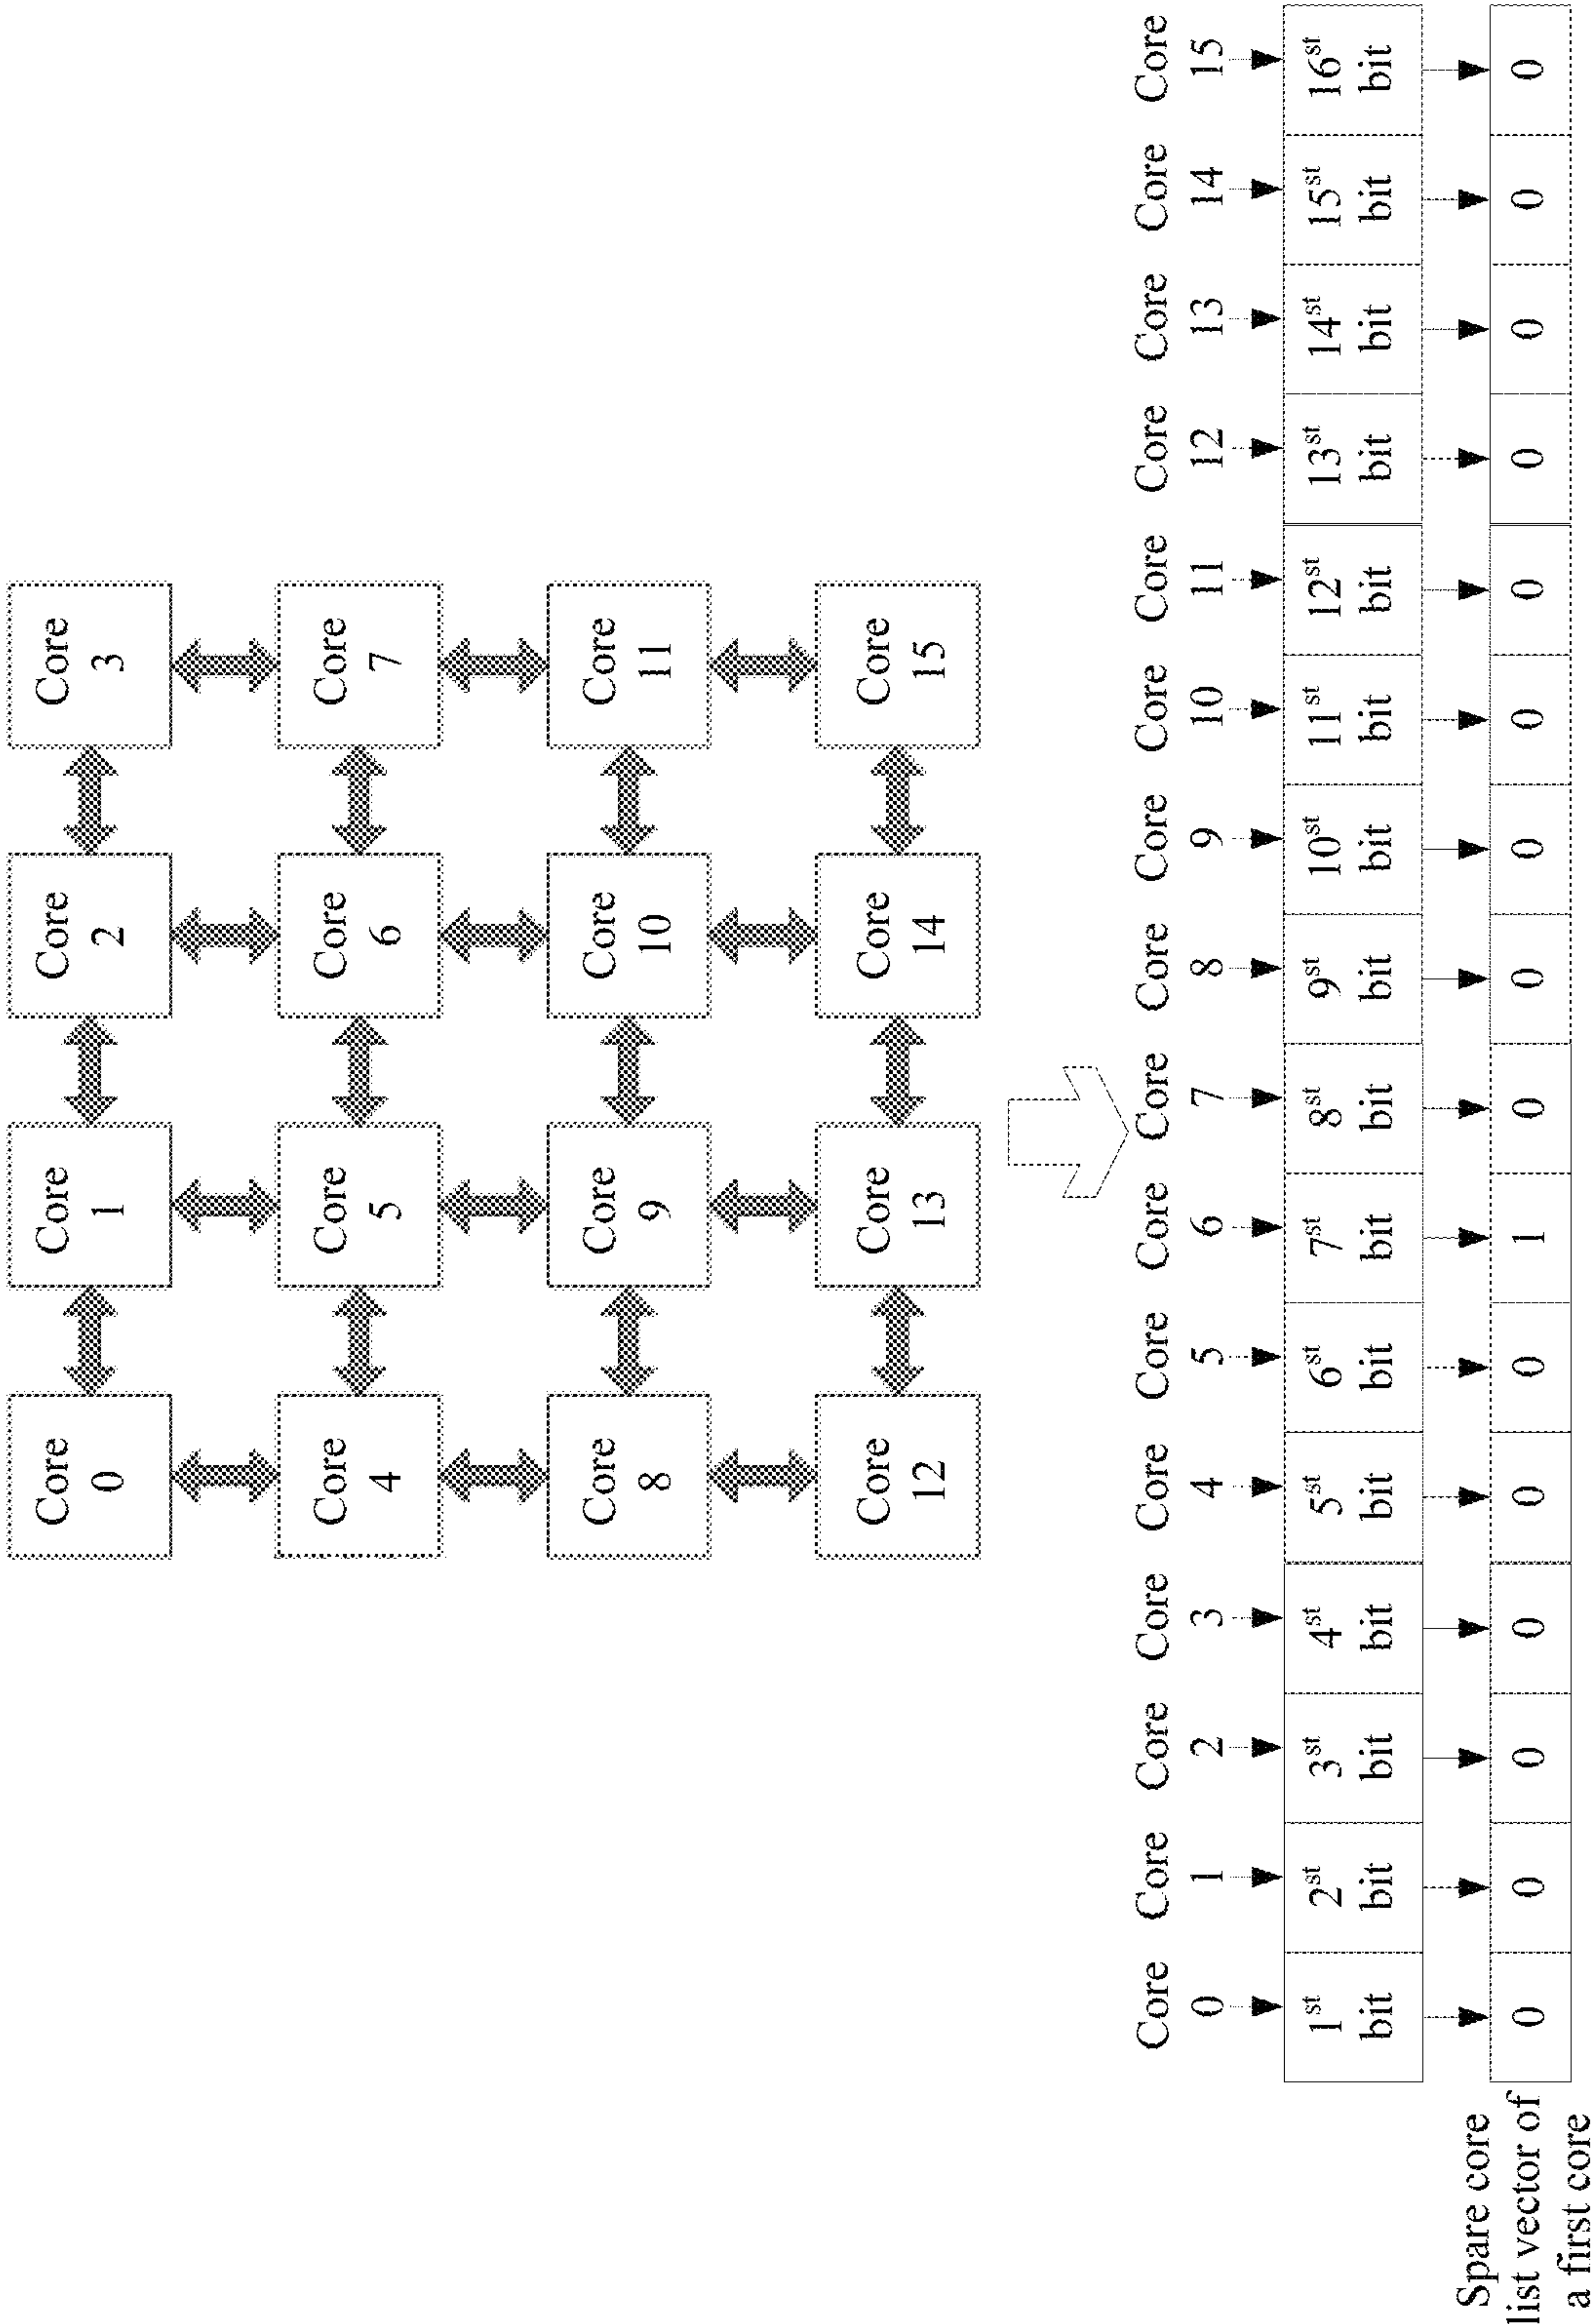 Core
0
Core
1
Core
2
Core
3
Core
4
Core
5
Core
6
Core
7
Core
8
Core
9
Core
10
Core
11
Core
12
Core
13
Core
14
Core
15
Core Core Core Core Core Core Core Core Core Core Core Core Core Core Core Core
0 1 2 3 4 5 6 7 8 9 10 11 12 13 14 15
1st 2st 3st 4st 5st 6st 7st 8st 9st 10st 11st 12st 13st 14st 15st 16st
bit bit bit bit bit bit bit bit bit bit bit bit bit bit bit bit
Spare core
list vector of
a first core
0 0 0 0 0 0 1 0 0 0 0 0 0 0 0 0